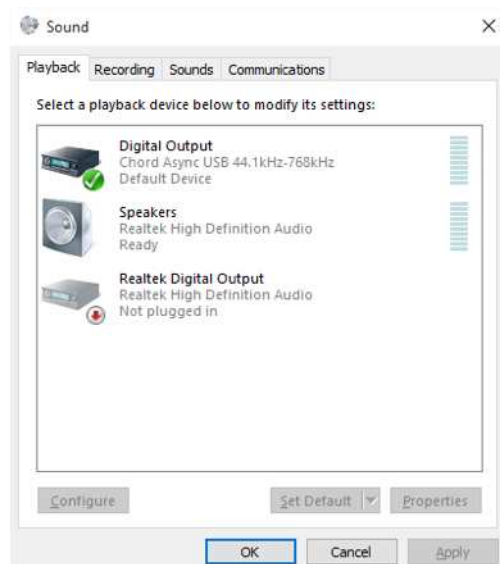 Sound
Playback Recording Sounds Communications
Select a playback device below to modify its settings:
Digital Output
Chord Async USB 44.1kHz-768kHz
Default Device
Speakers
Realtek High Definition Audio
Ready
Realtek Digital Output
Realtek High Definition Audio
Not plugged in
Configure Set Default Properties
OK Cancel Apply